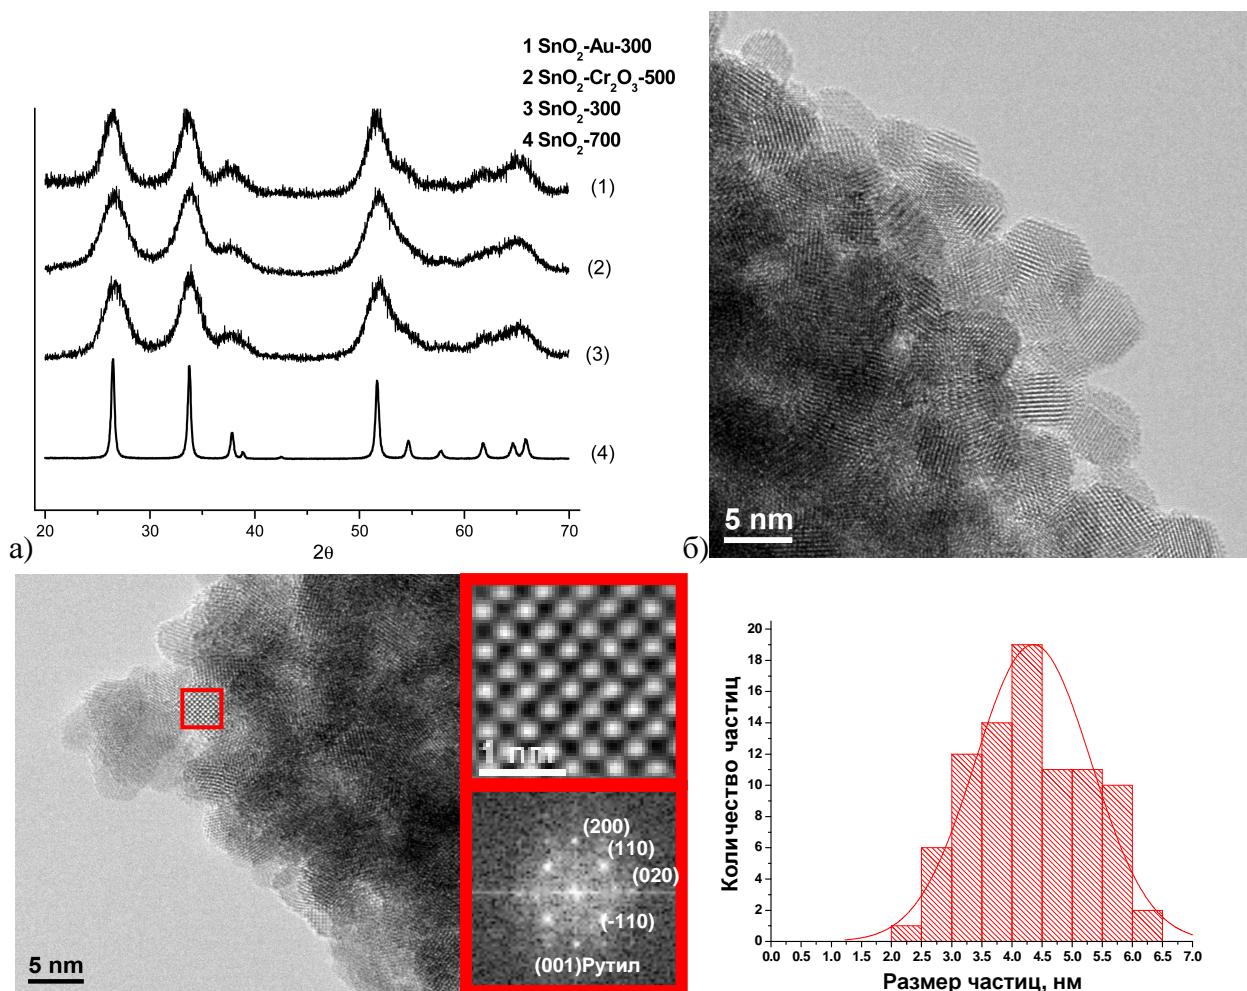 1 SnO2-Au-300
2 SnO2-Cr2O3-500
3 SnO2-300
4 SnO2-700
(1)
(2)
(3)
(4)
20 30 40 50 60 70
2θ
а)
5 nm
б)
5 nm
1 nm
(200)
(110)
(020)
(-110)
(001)Рутил
Количество частиц
20
18
16
14
12
10
8
6
4
2
0
0.0 0.5 1.0 1.5 2.0 2.5 3.0 3.5 4.0 4.5 5.0 5.5 6.0 6.5 7.0
Размер частиц, нм